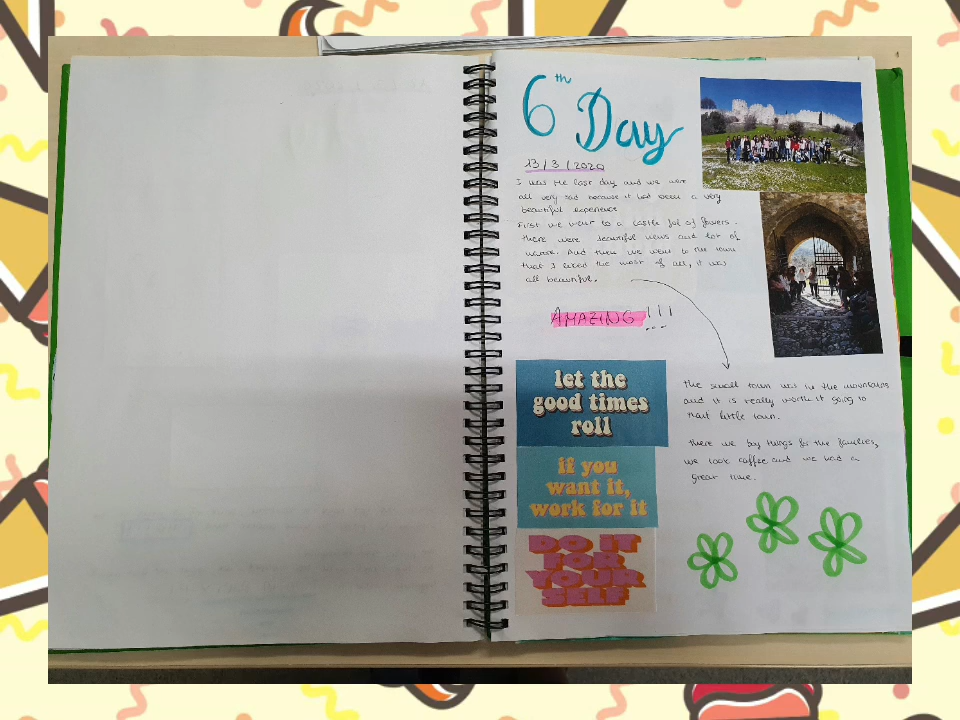 6th Day
13/3/2020
I was the last day and we were
all very sad because it had been a very
beautiful experience
First we went to a castle ful of flowers.
there were beautiful views and lot of
nature. And then we went to the town
that I liked the most of all, it was
all beautiful.
AMAZING!!!
let the
good times
roll
if you
want it,
work for it
DO IT
FOR
YOUR
SELF
the small town was in the mountains
and it is really worth it going to
that little town.
there we buy things for the families,
we took coffee and we had a
great time.